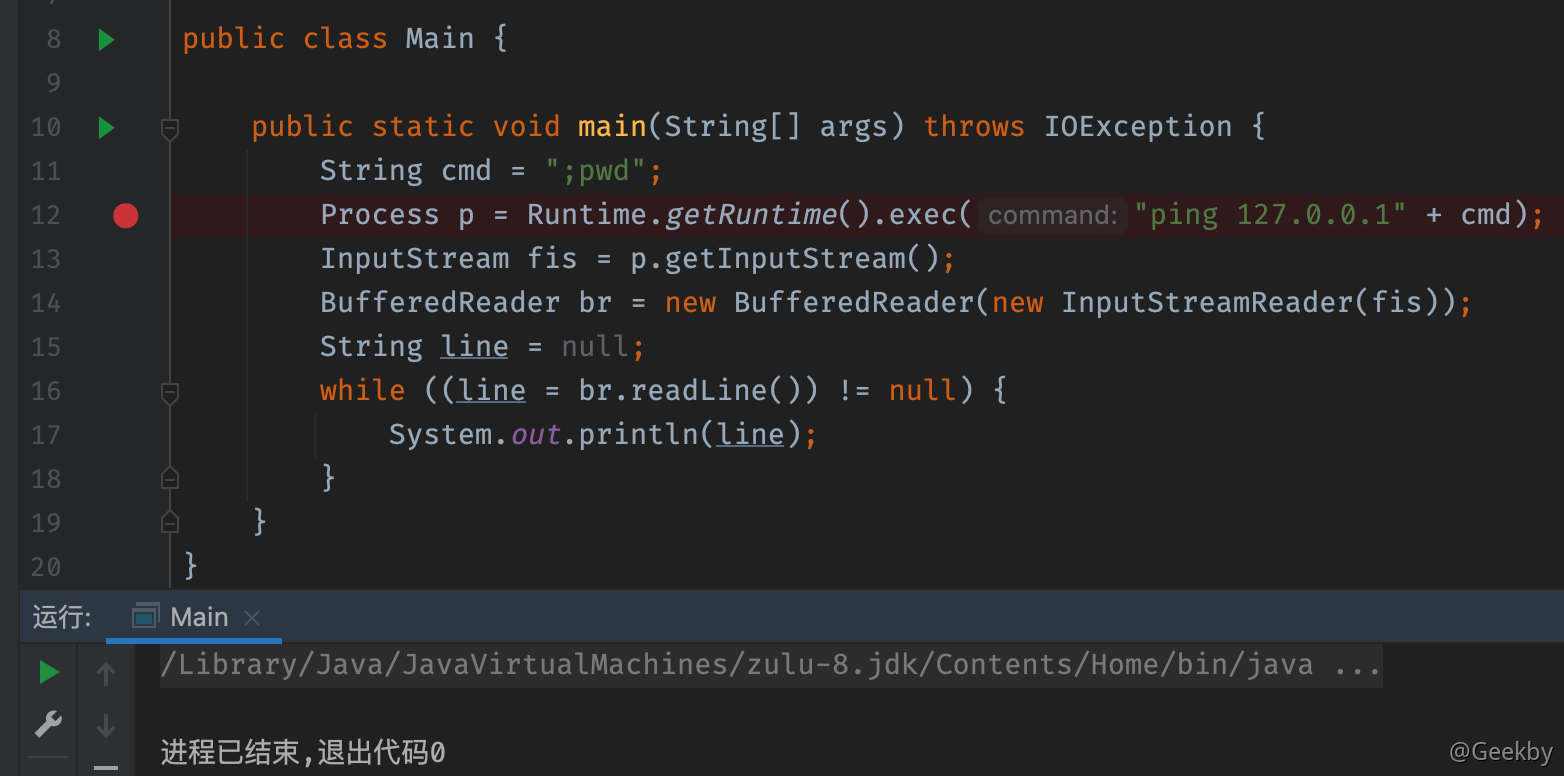 8 public class Main {
9
10 public static void main(String[] args) throws IOException {
11 String cmd = ";pwd";
12 Process p = Runtime.getRuntime().exec( command: "ping 127.0.0.1" + cmd);
13 InputStream fis = p.getInputStream();
14 BufferedReader br = new BufferedReader(new InputStreamReader(fis));
15 String line = null;
16 while ((line = br.readLine()) != null) {
17 System.out.println(line);
18 }
19 }
20 }
运行: Main
/Library/Java/JavaVirtualMachines/zulu-8.jdk/Contents/Home/bin/java ...
进程已结束,退出代码0
@Geekby